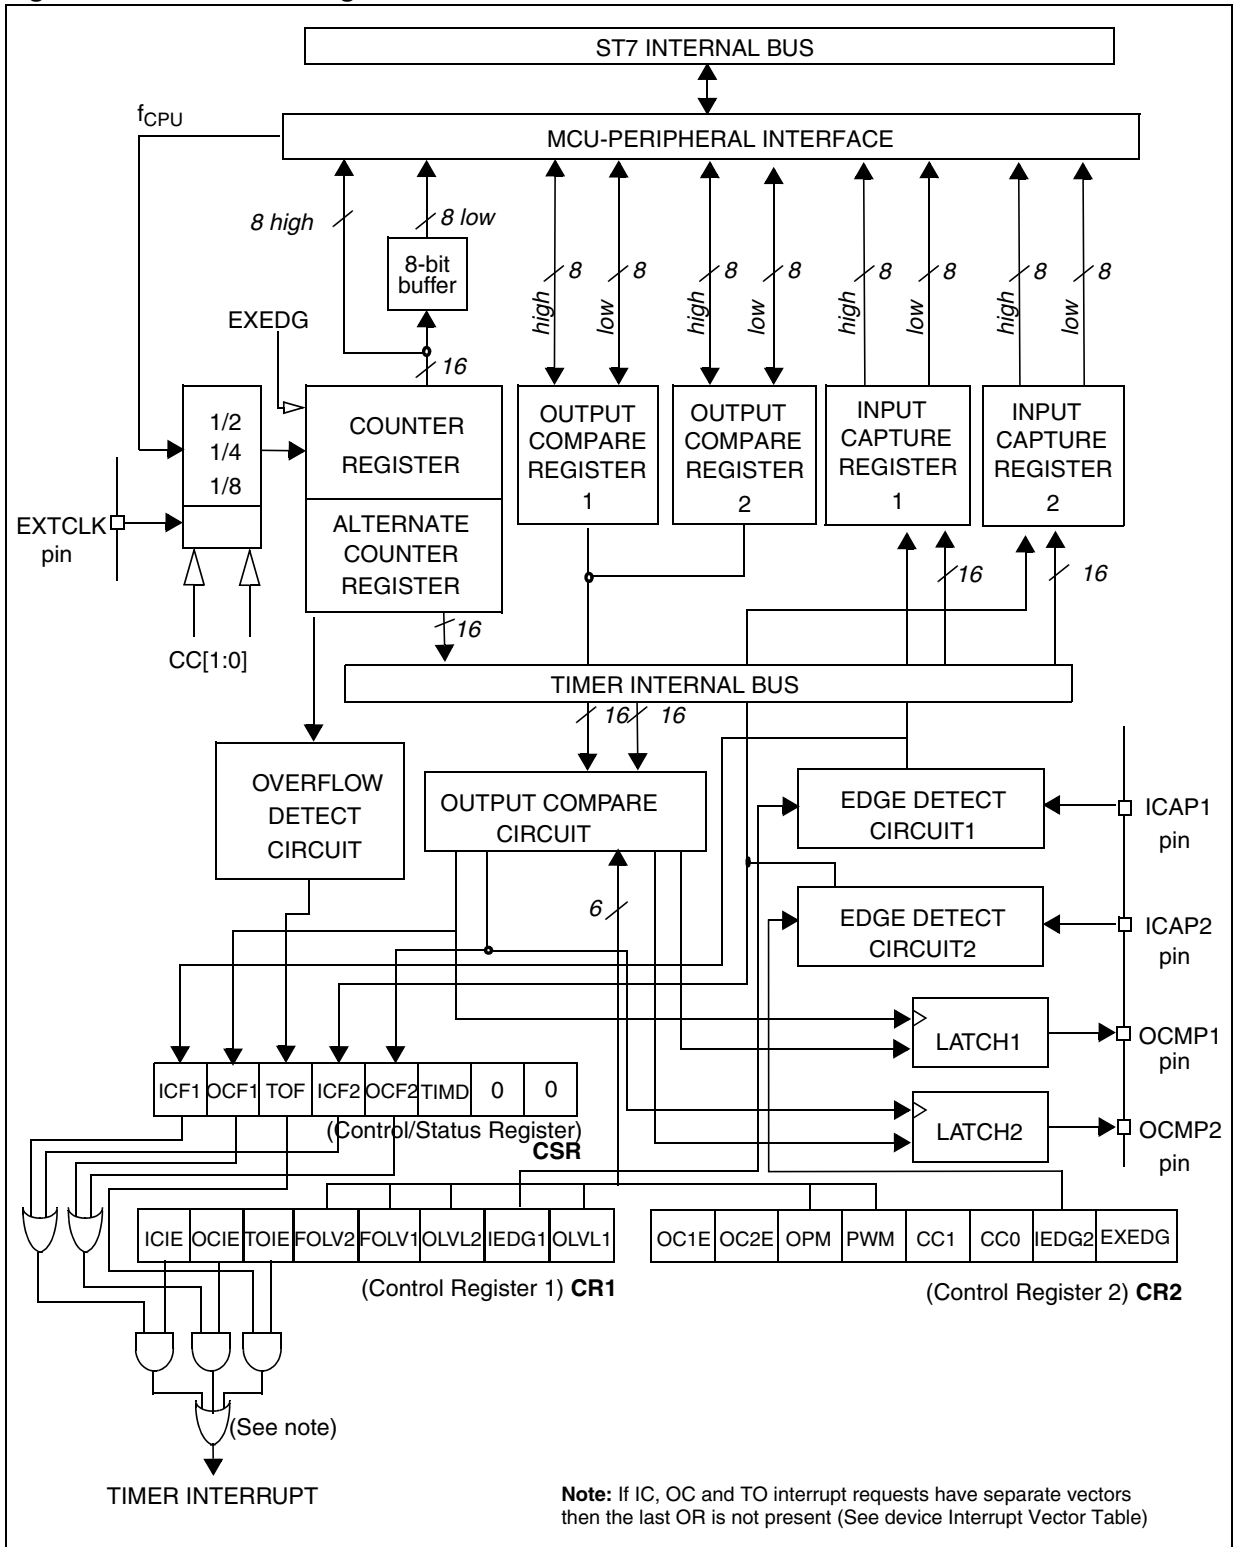 ST7 INTERNAL BUS
fCPU
MCU-PERIPHERAL INTERFACE
8 high
8 low
8-bit
buffer
8
8
8
8
8
8
8
8
high
low
high
low
high
low
high
low
EXEDG
16
1/2
1/4
1/8
COUNTER
REGISTER
OUTPUT
COMPARE
REGISTER
1
OUTPUT
COMPARE
REGISTER
2
INPUT
CAPTURE
REGISTER
1
INPUT
CAPTURE
REGISTER
2
EXTCLK
pin
ALTERNATE
COUNTER
REGISTER
16
16
16
CC[1:0]
TIMER INTERNAL BUS
16
16
OVERFLOW
DETECT
CIRCUIT
OUTPUT COMPARE
CIRCUIT
EDGE DETECT
CIRCUIT1
ICAP1
pin
6
EDGE DETECT
CIRCUIT2
ICAP2
pin
LATCH1
OCMP1
pin
ICF1 OCF1 TOF ICF2 OCF2 TIMD 0 0
(Control/Status Register)
CSR
LATCH2
OCMP2
pin
ICIE OCIE TOIE FOLV2 FOLV1 OLVL2 IEDG1 OLVL1
OC1E OC2E OPM PWM CC1 CC0 IEDG2 EXEDG
(Control Register 1) CR1
(Control Register 2) CR2
(See note)
TIMER INTERRUPT
Note: If IC, OC and TO interrupt requests have separate vectors
then the last OR is not present (See device Interrupt Vector Table)